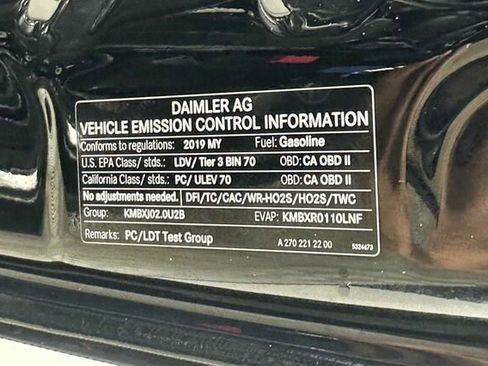 DAIMLER AG
VEHICLE EMISSION CONTROL INFORMATION
Conforms to regulations: 2019 MY Fuel: Gasoline
U.S. EPA Class/ stds.: LDV/ Tier 3 BIN 70 OBD: CA OBD II
California Class/ stds.: PC/ ULEV 70 OBD: CA OBD II
No adjustments needed. DFI/TC/CAC/WR-HO2S/HO2S/TWC
Group: KMBXJ02.0U2B EVAP: KMBXR0110LNF
Remarks: PC/LDT Test Group A 270 221 22 00 5324673